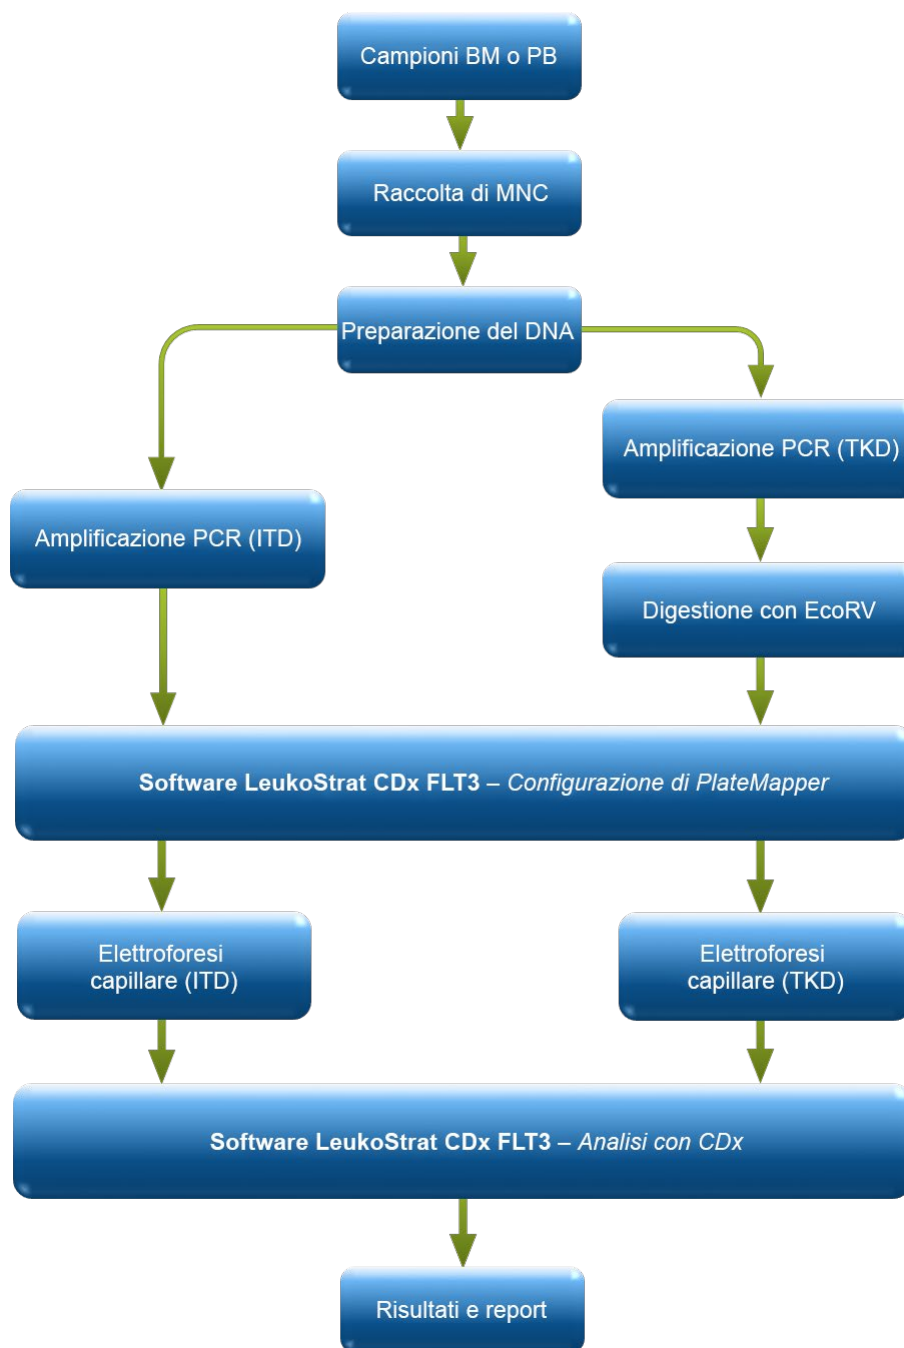 Campioni BM o PB
Raccolta di MNC
Preparazione del DNA
Amplificazione PCR (TKD)
Amplificazione PCR (ITD)
Digestione con EcoRV
Software LeukoStrat CDx FLT3 – Configurazione di PlateMapper
Elettroforesi
capillare (ITD)
Elettroforesi
capillare (TKD)
Software LeukoStrat CDx FLT3 – Analisi con CDx
Risultati e report